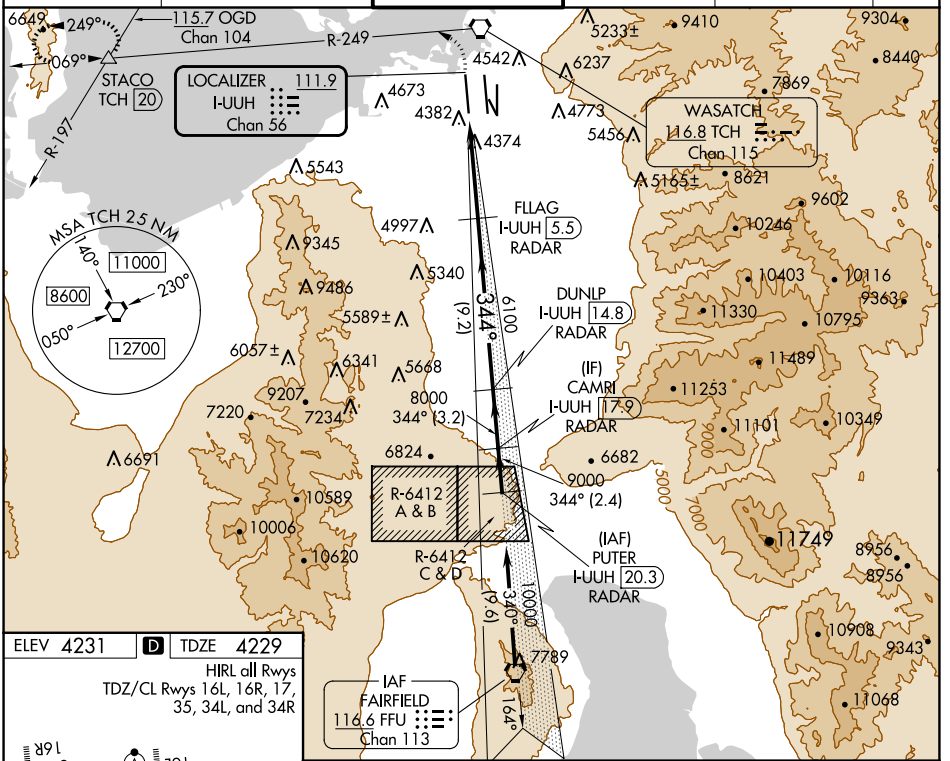 6649
249°
069°
115.7 OGD
Chan 104
R-249
STACO
TCH 20
R-197
LOCALIZER 111.9
I-UUH
Chan 56
4542
5233±
6237
9410
9304
8440
7869
4673
4382
4374
4773
5456
WASATCH
116.8 TCH
Chan 115
5543
5165±
8621
9602
MSA TCH 25 NM
140°
11000
8600
230°
050°
12700
FLLAG
I-UUH 5.5
RADAR
4997
9345
10246
5340
9486
10403
10116
9363
5589±
11330
10795
6100
344°
(9.2)
DUNLP
I-UUH 14.8
RADAR
6057±
6341
5668
11489
(IF)
CAMRI
I-UUH 17.9
RADAR
9207
7220
7234
8000
344° (3.2)
11253
11101
10349
9000
6691
6824
6682
9000
344° (2.4)
5000
7000
R-6412
A & B
10589
10006
10620
R-6412
C & D
(IAF)
PUTER
I-UUH 20.3
RADAR
11749
8956
8956
10000
340°
(9.6)
10908
9343
11068
7789
164°
IAF
FAIRFIELD
116.6 FFU
Chan 113
ELEV 4231
D
TDZE 4229
HIRL all Rwys
TDZ/CL Rwys 16L, 16R, 17,
35, 34L, and 34R
16R
A